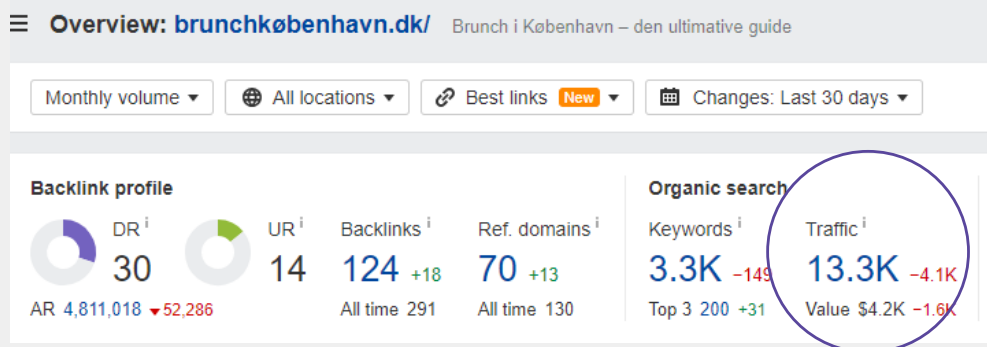 Overview: brunchkøbenhavn.dk/ Brunch i København – den ultimative guide
Monthly volume All locations Best links New Changes: Last 30 days
Backlink profile Organic search
DR i UR i Backlinks i Ref. domains i Keywords i Traffic i
30 14 124 +18 70 +13 3.3K −149 13.3K −4.1K
AR 4,811,018 ▾52,286 All time 291 All time 130 Top 3 200 +31 Value $4.2K −1.6K